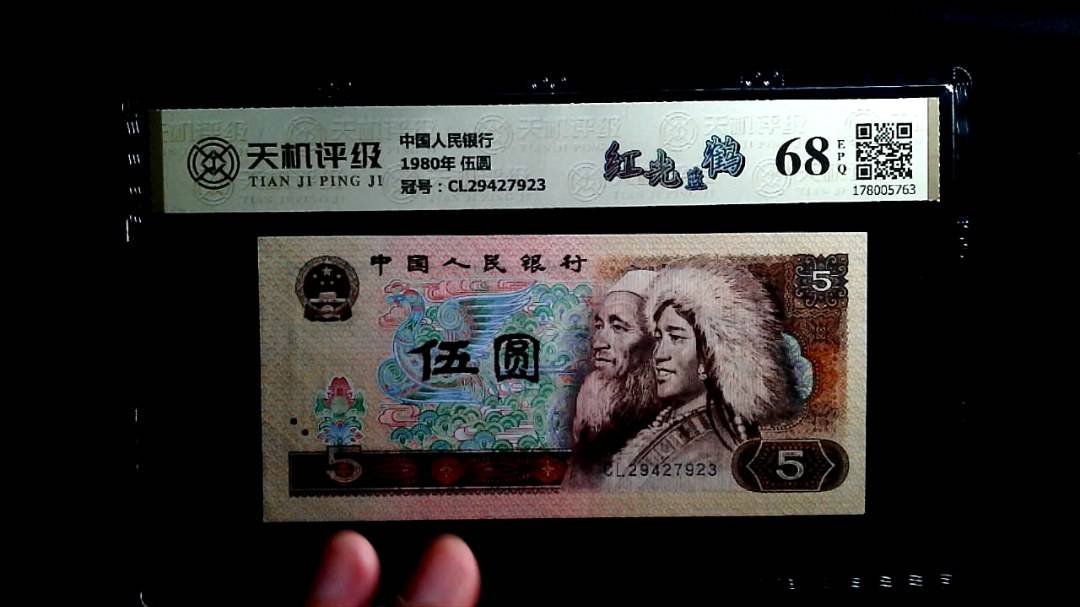 天机评级
TIAN JI PING JI
中国人民银行
1980年 伍圆
冠号：CL29427923
红光蓝鹤
68
EPQ
178005763
中国人民银行
5
伍圆
5
CL29427923
5